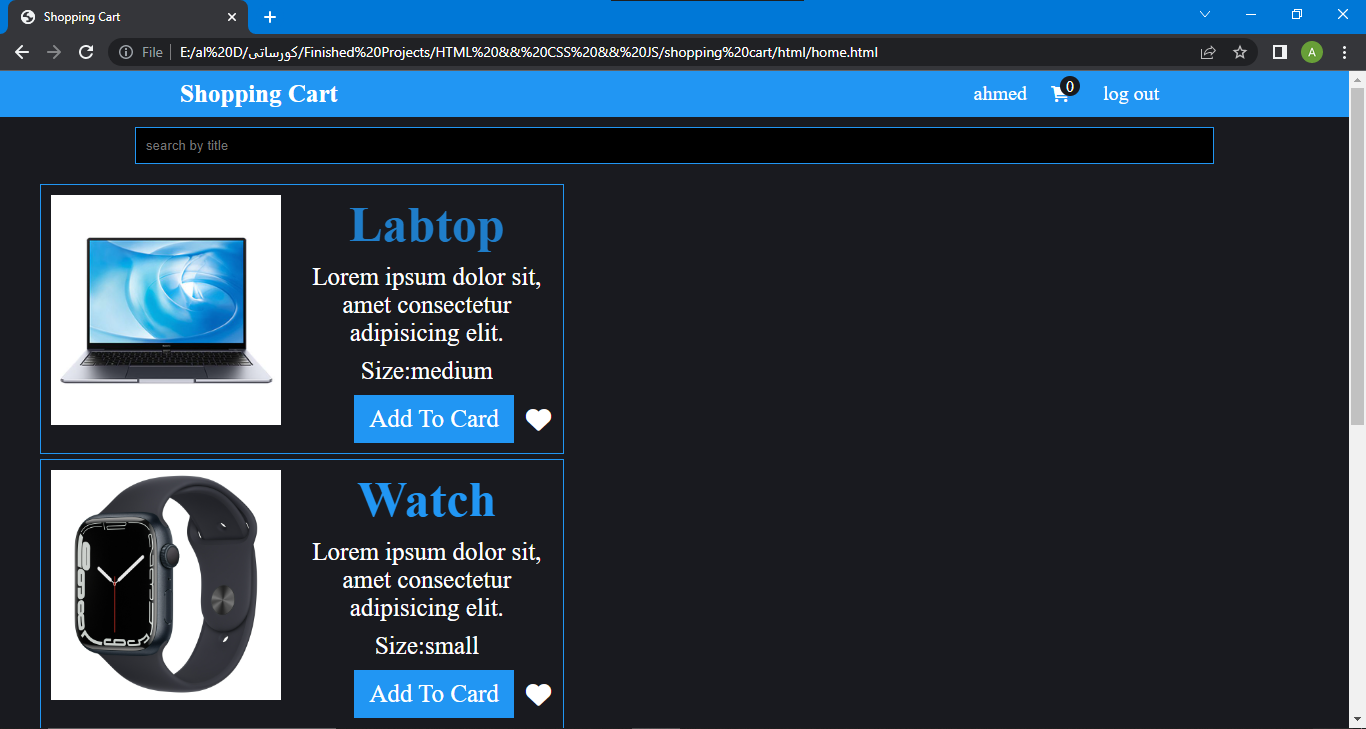 Shopping Cart
File E:/al%20D/كورساتى/Finished%20Projects/HTML%20&&%20CSS%20&&%20JS/shopping%20cart/html/home.html
A
Shopping Cart
ahmed
0
log out
search by title
Labtop
Lorem ipsum dolor sit,
amet consectetur
adipisicing elit.
Size:medium
Add To Card
Watch
Lorem ipsum dolor sit,
amet consectetur
adipisicing elit.
Size:small
Add To Card